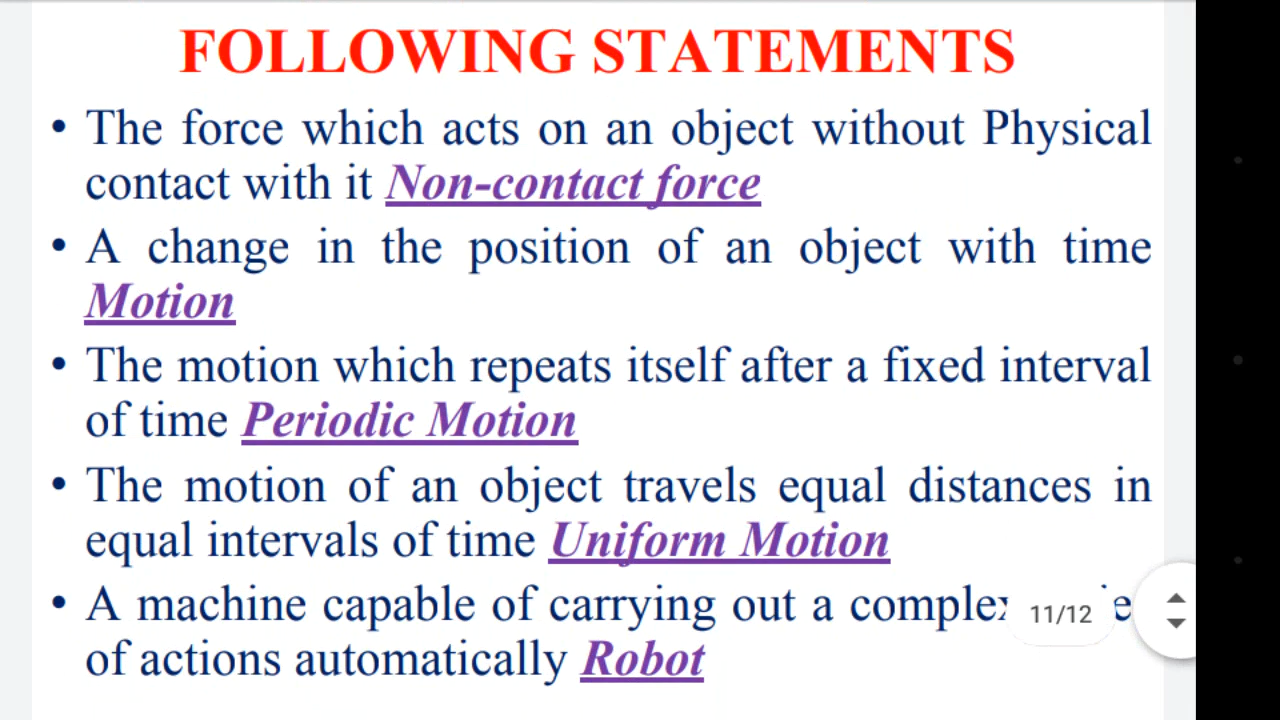 FOLLOWING STATEMENTS
• The force which acts on an object without Physical
contact with it Non-contact force
• A change in the position of an object with time
Motion
• The motion which repeats itself after a fixed interval
of time Periodic Motion
• The motion of an object travels equal distances in
equal intervals of time Uniform Motion
• A machine capable of carrying out a
11/12
of actions automatically Robot